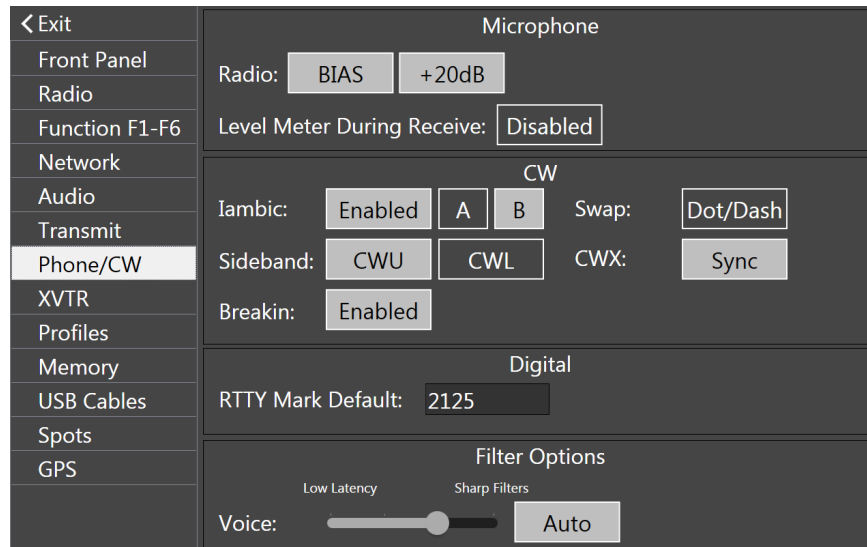 Exit
Front Panel
Radio
Function F1-F6
Network
Audio
Transmit
Phone/CW
XVTR
Profiles
Memory
USB Cables
Spots
GPS
Microphone
Radio: BIAS +20dB
Level Meter During Receive: Disabled
CW
Iambic: Enabled A B Swap: Dot/Dash
Sideband: CWU CWL CWX: Sync
Breakin: Enabled
Digital
RTTY Mark Default: 2125
Filter Options
Low Latency Sharp Filters
Voice: Auto